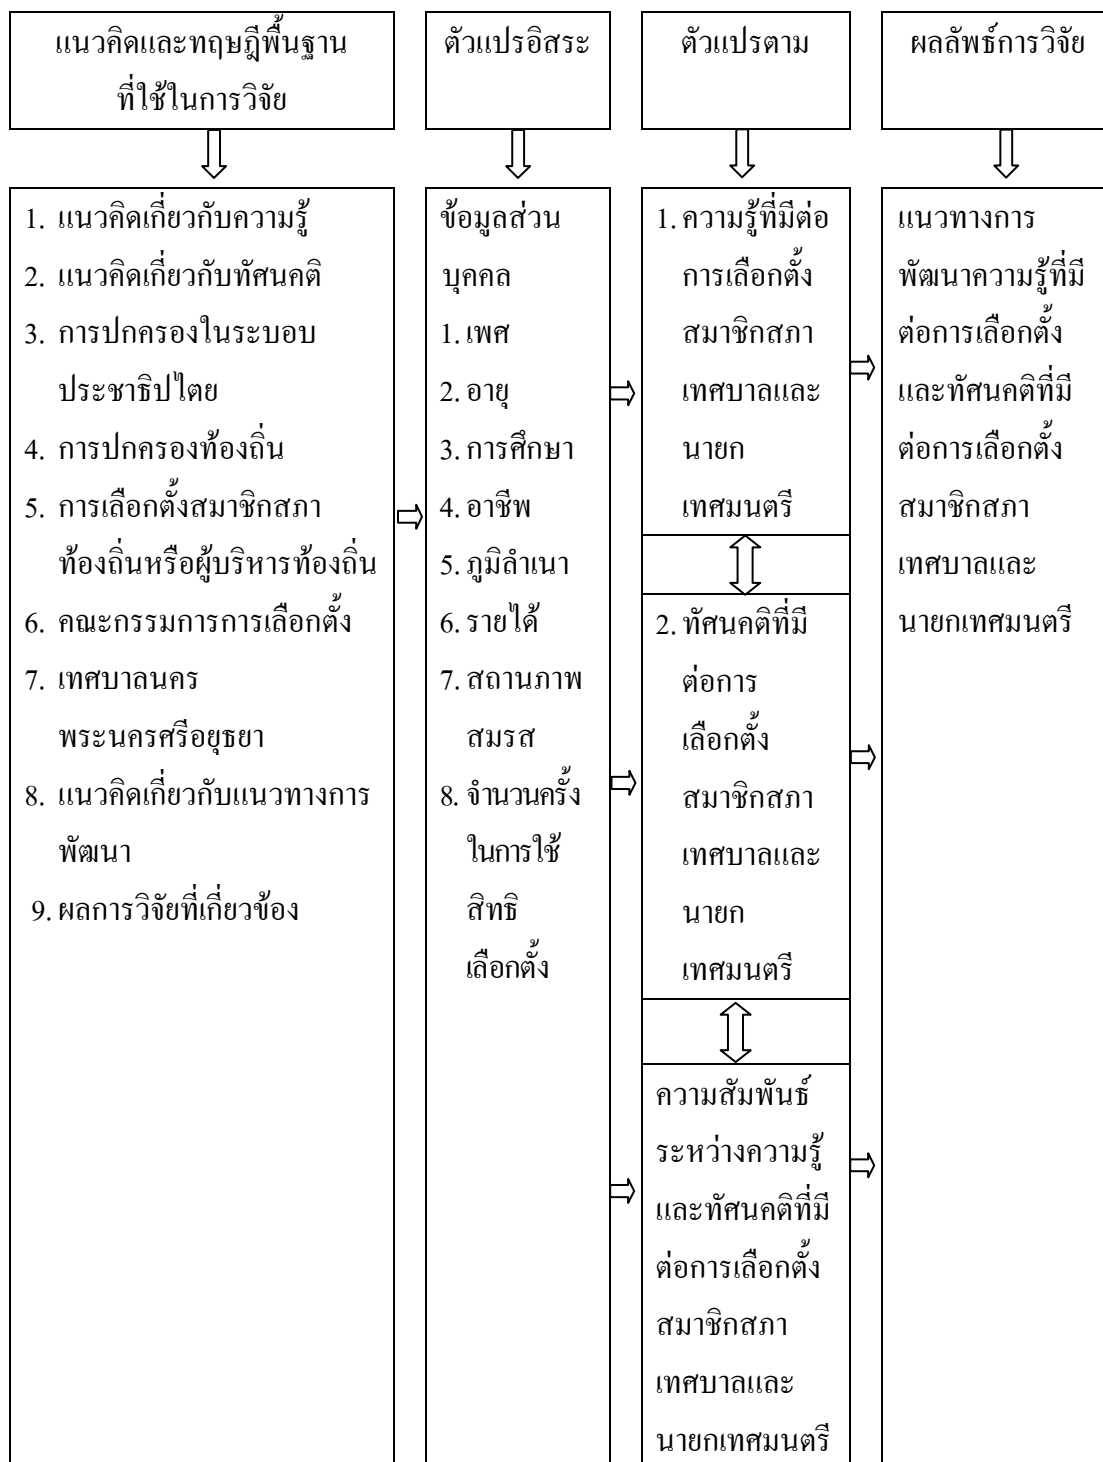 แนวคิดและทฤษฎีพื้นฐาน
ที่ใช้ในการวิจัย
ตัวแปรอิสระ
ตัวแปรตาม
ผลลัพธ์การวิจัย
1. แนวคิดเกี่ยวกับความรู้
2. แนวคิดเกี่ยวกับทัศนคติ
3. การปกครองในระบอบ
ประชาธิปไตย
4. การปกครองท้องถิ่น
5. การเลือกตั้งสมาชิกสภา
ท้องถิ่นหรือผู้บริหารท้องถิ่น
6. คณะกรรมการการเลือกตั้ง
7. เทศบาลนคร
พระนครศรีอยุธยา
8. แนวคิดเกี่ยวกับแนวทางการ
พัฒนา
9. ผลการวิจัยที่เกี่ยวข้อง
ข้อมูลส่วน
บุคคล
1. เพศ
2. อายุ
3. การศึกษา
4. อาชีพ
5. ภูมิลำเนา
6. รายได้
7. สถานภาพ
สมรส
8. จำนวนครั้ง
ในการใช้
สิทธิ
เลือกตั้ง
1. ความรู้ที่มีต่อ
การเลือกตั้ง
สมาชิกสภา
เทศบาลและ
นายก
เทศมนตรี
2. ทัศนคติที่มี
ต่อการ
เลือกตั้ง
สมาชิกสภา
เทศบาลและ
นายก
เทศมนตรี
ความสัมพันธ์
ระหว่างความรู้
และทัศนคติที่มี
ต่อการเลือกตั้ง
สมาชิกสภา
เทศบาลและ
นายกเทศมนตรี
แนวทางการ
พัฒนาความรู้ที่มี
ต่อการเลือกตั้ง
และทัศนคติที่มี
ต่อการเลือกตั้ง
สมาชิกสภา
เทศบาลและ
นายกเทศมนตรี